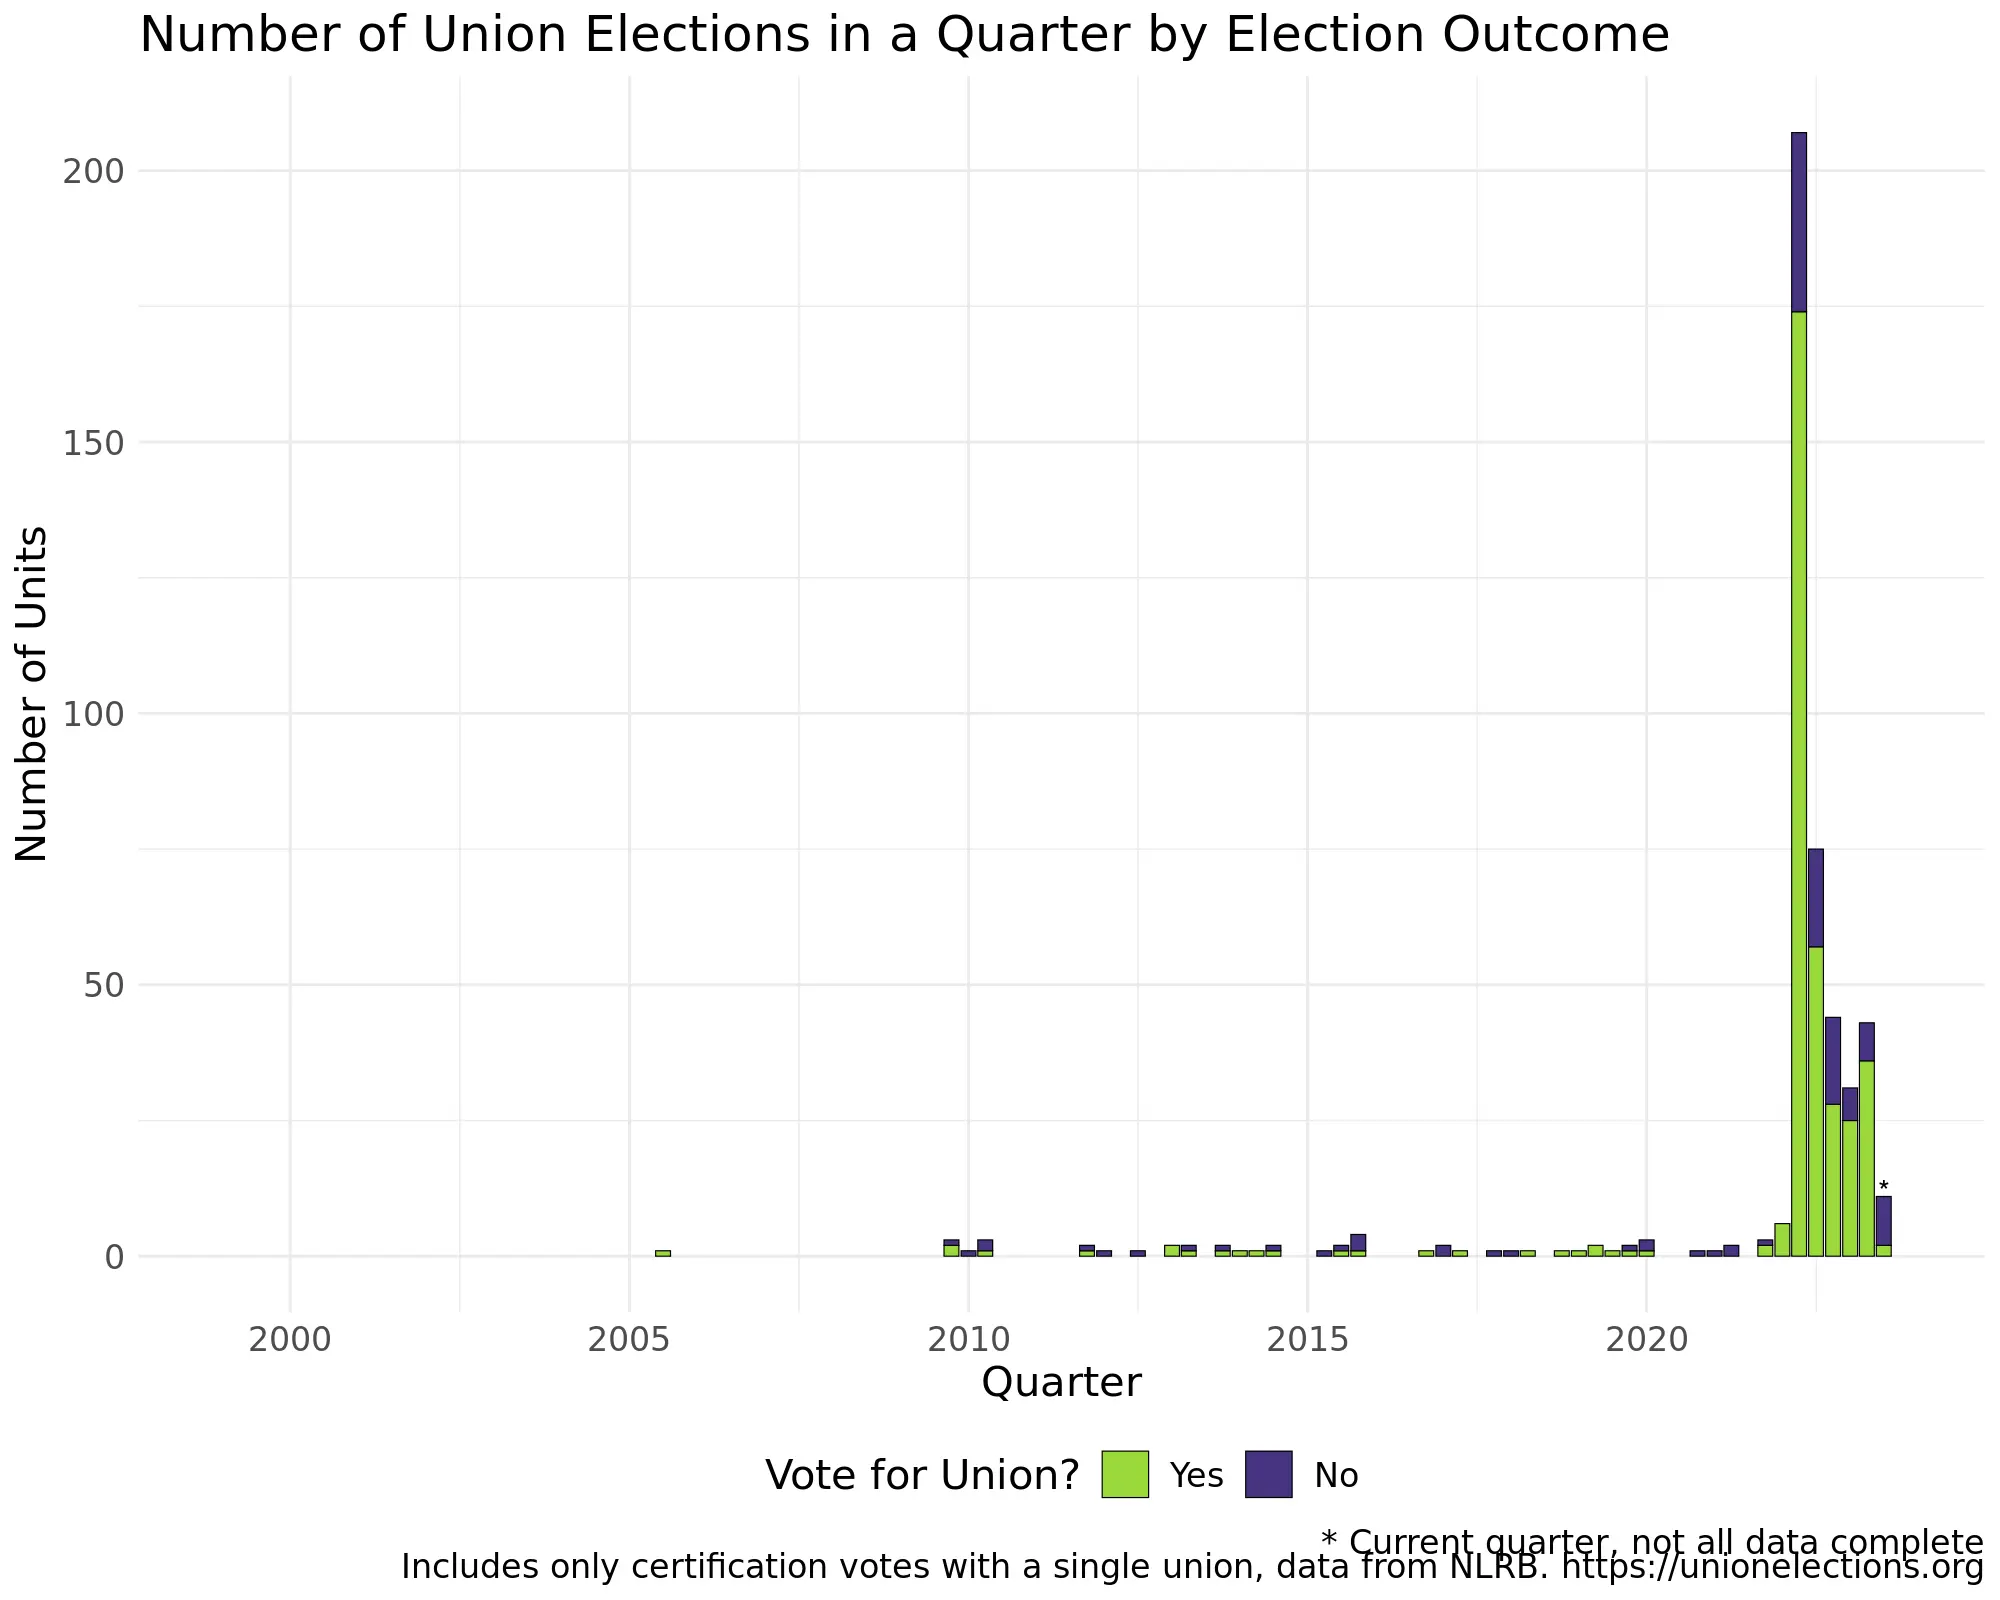 Number of Union Elections in a Quarter by Election Outcome
Number of Units
200
150
100
50
0
*
2000 2005 2010 2015 2020
Quarter
Vote for Union? Yes No
* Current quarter, not all data complete
Includes only certification votes with a single union, data from NLRB. https://unionelections.org